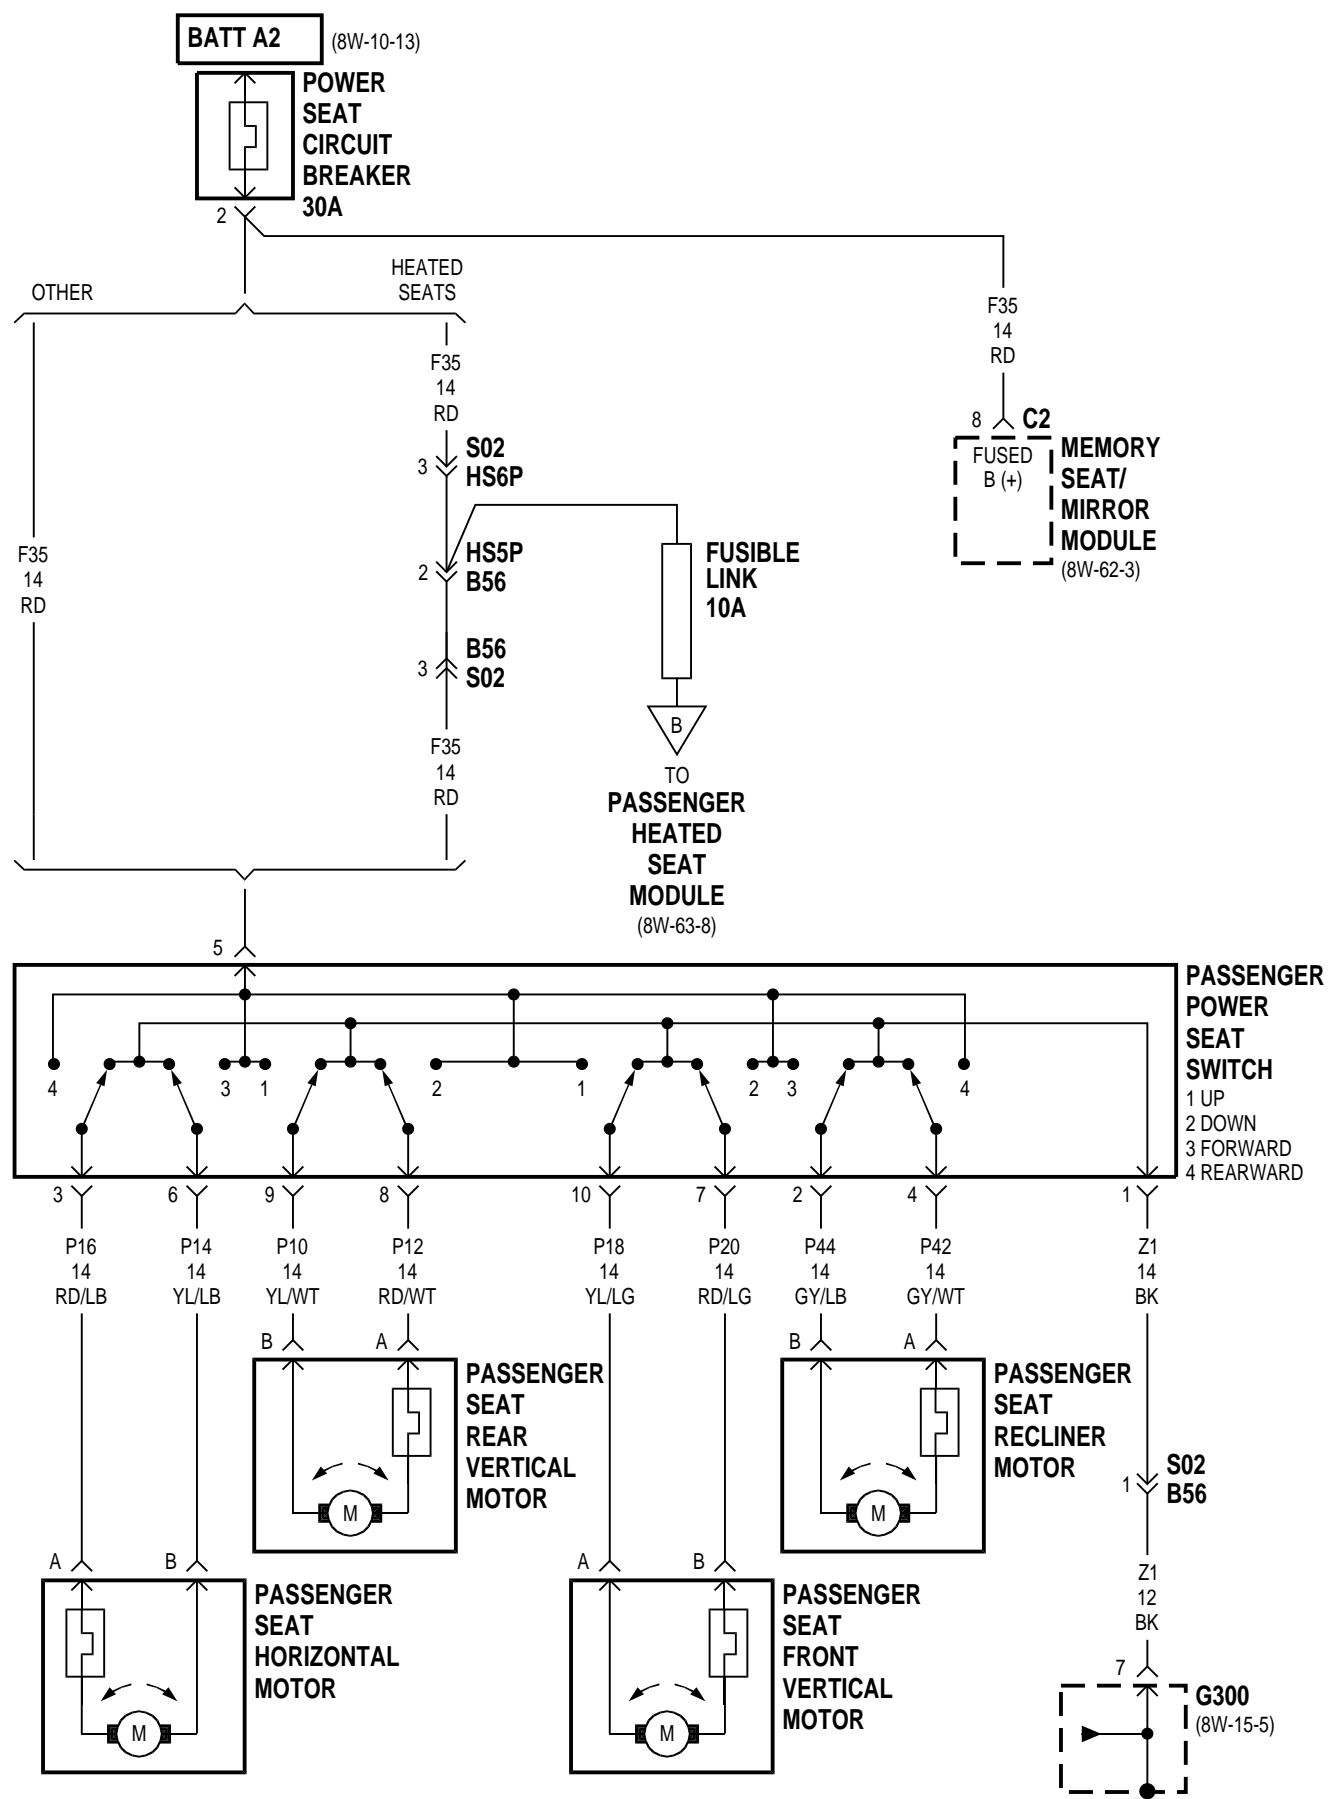 BATT A2 (8W-10-13)
POWER
SEAT
CIRCUIT
BREAKER
30A
2
OTHER
HEATED
SEATS
F35
14
RD
F35
14
RD
8 C2
FUSED
B (+)
MEMORY
SEAT/
MIRROR
MODULE
(8W-62-3)
3
S02
HS6P
2
HS5P
B56
FUSIBLE
LINK
10A
F35
14
RD
3
B56
S02
B
TO
PASSENGER
HEATED
SEAT
MODULE
(8W-63-8)
F35
14
RD
5
PASSENGER
POWER
SEAT
SWITCH
1 UP
2 DOWN
3 FORWARD
4 REARWARD
4 3 1 2 1 2 3 4
3 6 9 8 10 7 2 4 1
P16 P14 P10 P12 P18 P20 P44 P42 Z1
14 14 14 14 14 14 14 14 14
RD/LB YL/LB YL/WT RD/WT YL/LG RD/LG GY/LB GY/WT BK
B A B A
PASSENGER
SEAT
REAR
VERTICAL
MOTOR
M
PASSENGER
SEAT
RECLINER
MOTOR
M
1
S02
B56
A B A B
PASSENGER
SEAT
HORIZONTAL
MOTOR
M
PASSENGER
SEAT
FRONT
VERTICAL
MOTOR
M
Z1
12
BK
7
G300
(8W-15-5)